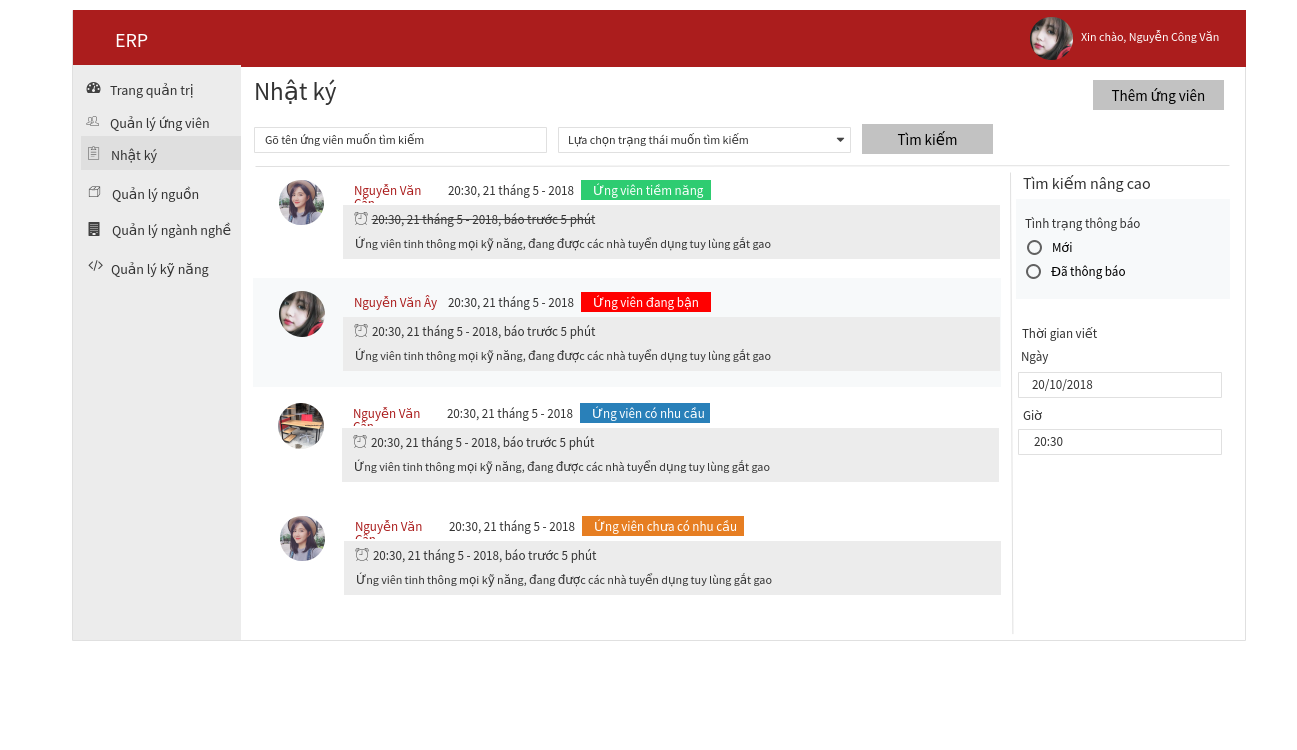 ERP
Xin chào, Nguyễn Công Văn
Trang quản trị
Quản lý ứng viên
Nhật ký
Quản lý nguồn
Quản lý ngành nghề
Quản lý kỹ năng
Nhật ký
Thêm ứng viên
Gõ tên ứng viên muốn tìm kiếm
Lựa chọn trạng thái muốn tìm kiếm
Tìm kiếm
Nguyễn Văn 20:30, 21 tháng 5 - 2018 Ứng viên tiềm năng
20:30, 21 tháng 5 - 2018, báo trước 5 phút
Ứng viên tinh thông mọi kỹ năng, đang được các nhà tuyển dụng tuy lùng gắt gao
Nguyễn Văn Ây 20:30, 21 tháng 5 - 2018 Ứng viên đang bận
20:30, 21 tháng 5 - 2018, báo trước 5 phút
Ứng viên tinh thông mọi kỹ năng, đang được các nhà tuyển dụng tuy lùng gắt gao
Nguyễn Văn 20:30, 21 tháng 5 - 2018 Ứng viên có nhu cầu
20:30, 21 tháng 5 - 2018, báo trước 5 phút
Ứng viên tinh thông mọi kỹ năng, đang được các nhà tuyển dụng tuy lùng gắt gao
Nguyễn Văn 20:30, 21 tháng 5 - 2018 Ứng viên chưa có nhu cầu
20:30, 21 tháng 5 - 2018, báo trước 5 phút
Ứng viên tinh thông mọi kỹ năng, đang được các nhà tuyển dụng tuy lùng gắt gao
Tìm kiếm nâng cao
Tình trạng thông báo
Mới
Đã thông báo
Thời gian viết
Ngày
20/10/2018
Giờ
20:30